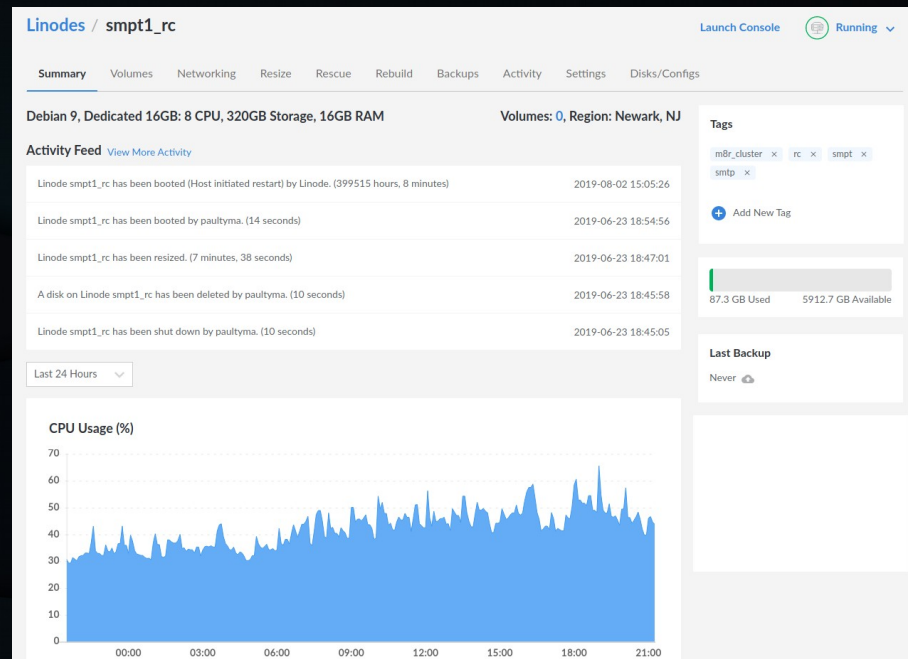 Linodes / smpt1_rc
Launch Console
Running
Summary Volumes Networking Resize Rescue Rebuild Backups Activity Settings Disks/Configs
Debian 9, Dedicated 16GB: 8 CPU, 320GB Storage, 16GB RAM
Volumes: 0, Region: Newark, NJ
Activity Feed View More Activity
Linode smpt1_rc has been booted (Host initiated restart) by Linode. (399515 hours, 8 minutes) 2019-08-02 15:05:26
Linode smpt1_rc has been booted by paultyma. (14 seconds) 2019-06-23 18:54:56
Linode smpt1_rc has been resized. (7 minutes, 38 seconds) 2019-06-23 18:47:01
A disk on Linode smpt1_rc has been deleted by paultyma. (10 seconds) 2019-06-23 18:45:58
Linode smpt1_rc has been shut down by paultyma. (10 seconds) 2019-06-23 18:45:05
Last 24 Hours
CPU Usage (%)
70
60
50
40
30
20
10
0
00:00 03:00 06:00 09:00 12:00 15:00 18:00 21:00
Tags
m8r_cluster × rc × smpt ×
smtp ×
Add New Tag
87.3 GB Used 5912.7 GB Available
Last Backup
Never